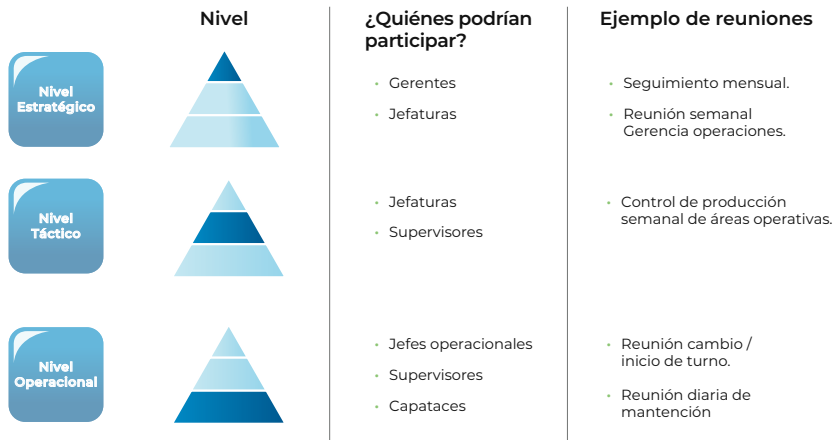 Nivel
¿Quiénes podrían
participar?
Ejemplo de reuniones
Nivel
Estratégico
• Gerentes
• Jefaturas
• Seguimiento mensual.
• Reunión semanal
Gerencia operaciones.
Nivel
Táctico
• Jefaturas
• Supervisores
• Control de producción
semanal de áreas operativas.
Nivel
Operacional
• Jefes operacionales
• Supervisores
• Capataces
• Reunión cambio /
inicio de turno.
• Reunión diaria de
mantención